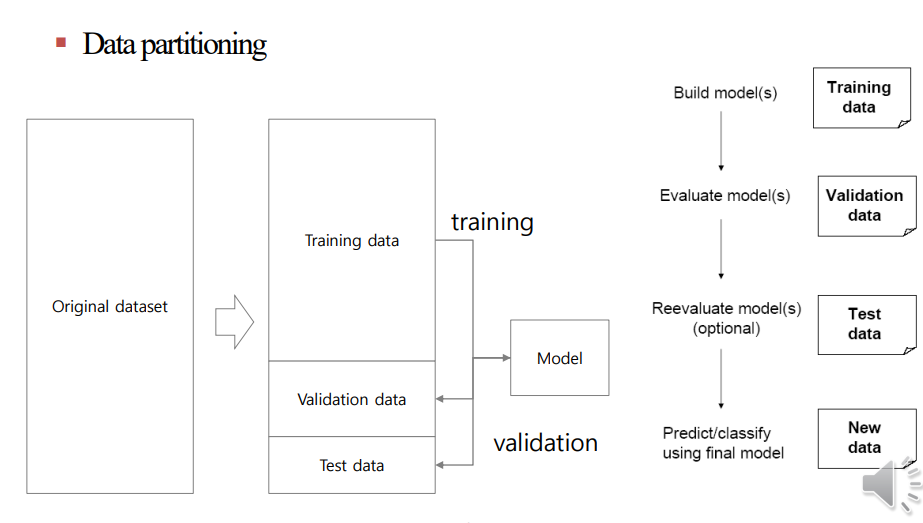 Data partitioning
Original dataset
Training data
Validation data
Test data
training
validation
Model
Build model(s)
Training
data
Evaluate model(s)
Validation
data
Reevaluate model(s)
(optional)
Test
data
Predict/classify
using final model
New
data